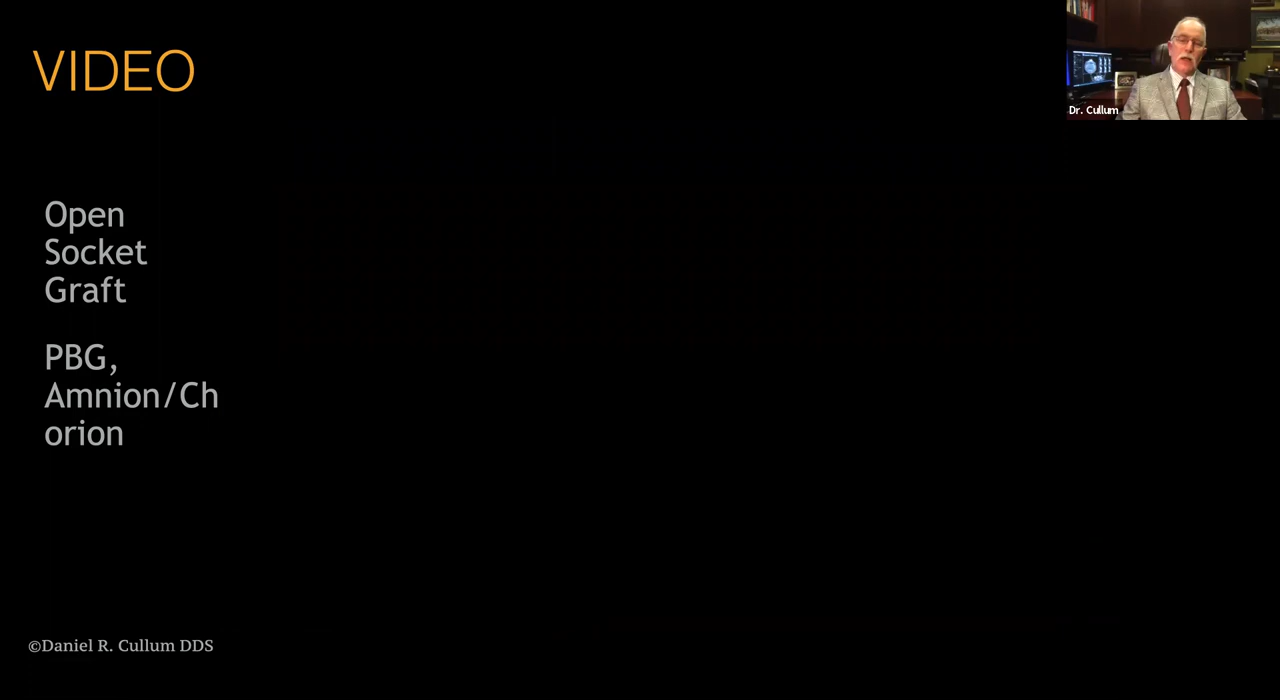 VIDEO
Dr. Cullum
Open
Socket
Graft
PBG,
Amnion/Ch
orion
©Daniel R. Cullum DDS